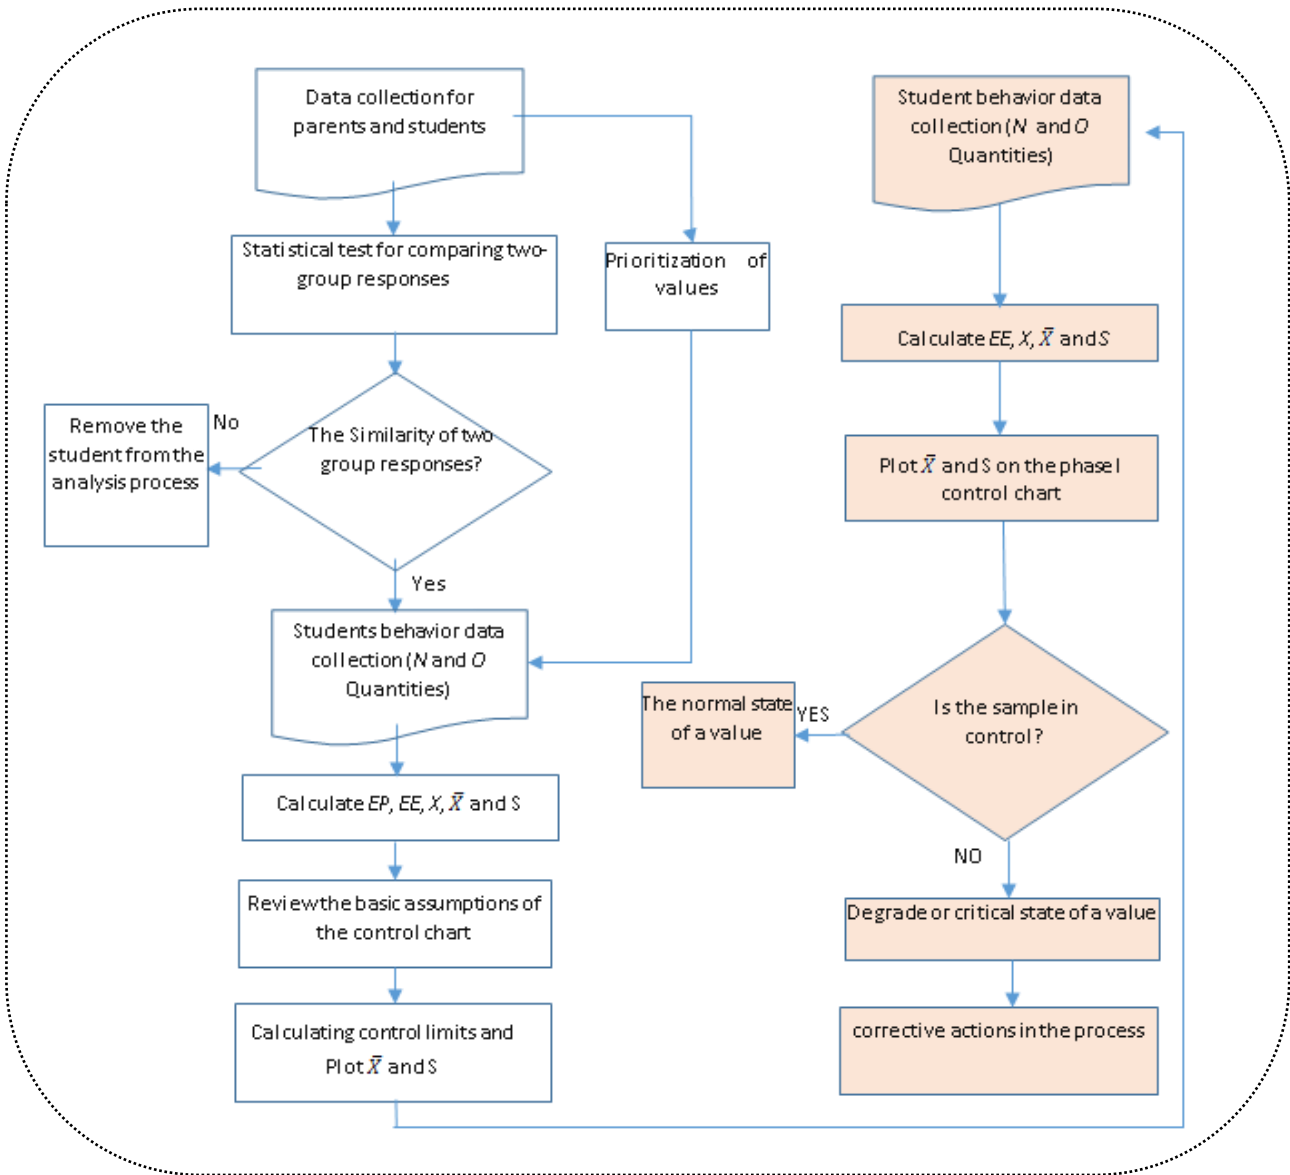 Data collection for
parents and students
Statistical test for comparing two-
group responses
Prioritization of
values
The Similarity of two
group responses?
No
Remove the
student from the
analysis process
Yes
Students behavior data
collection (N and O
Quantities)
Calculate EP, EE, X, X̄ and S
Review the basic assumptions of
the control chart
Calculating control limits and
Plot X̄ and S
Student behavior data
collection (N and O
Quantities)
Calculate EE, X, X̄ and S
Plot X̄ and S on the phase I
control chart
Is the sample in
control?
YES
The normal state
of a value
NO
Degrade or critical state of a value
corrective actions in the process